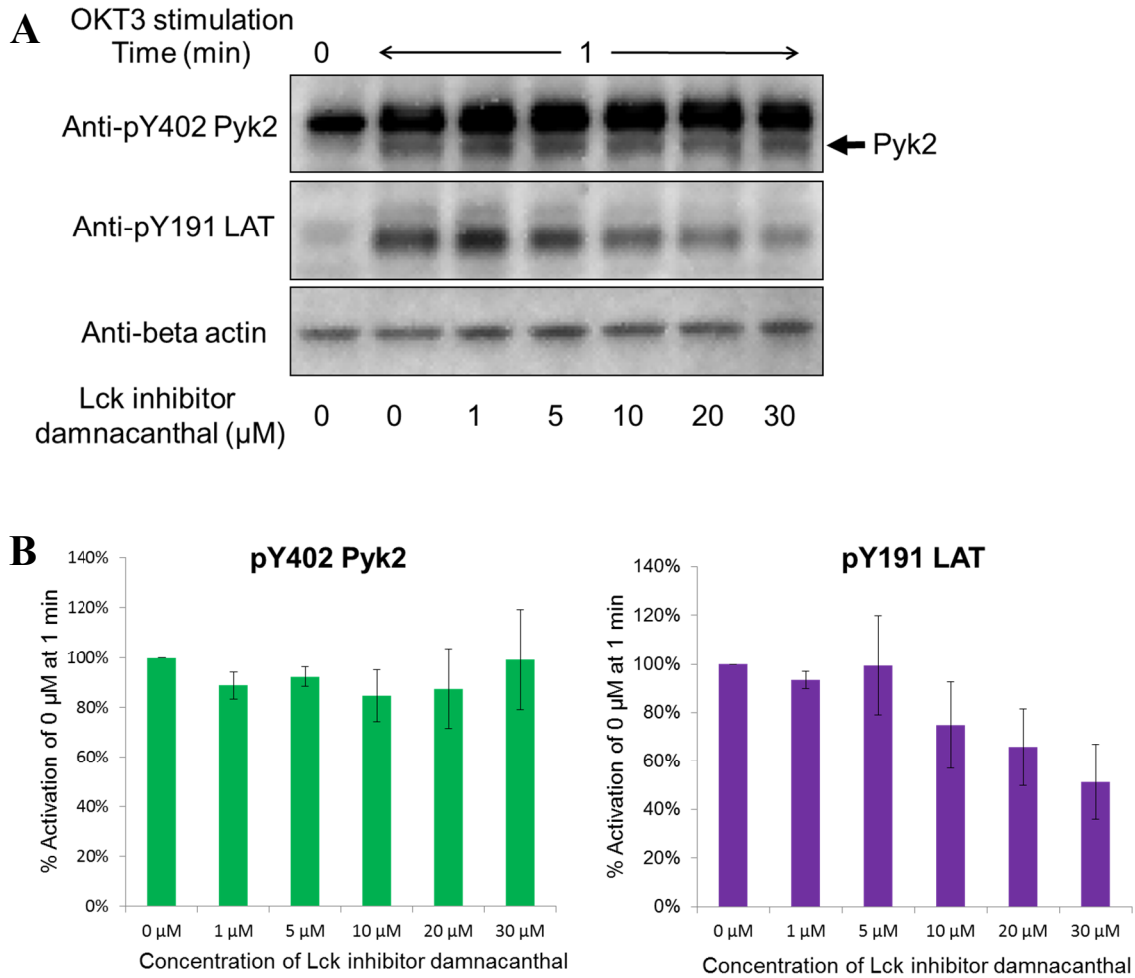 A
OKT3 stimulation
Time (min) 0 1
Anti-pY402 Pyk2
Pyk2
Anti-pY191 LAT
Anti-beta actin
Lck inhibitor
damnacanthal (µM) 0 0 1 5 10 20 30
B
pY402 Pyk2
% Activation of 0 µM at 1 min
140%
120%
100%
80%
60%
40%
20%
0%
0 µM 1 µM 5 µM 10 µM 20 µM 30 µM
Concentration of Lck inhibitor damnacanthal
pY191 LAT
% Activation of 0 µM at 1 min
140%
120%
100%
80%
60%
40%
20%
0%
0 µM 1 µM 5 µM 10 µM 20 µM 30 µM
Concentration of Lck inhibitor damnacanthal